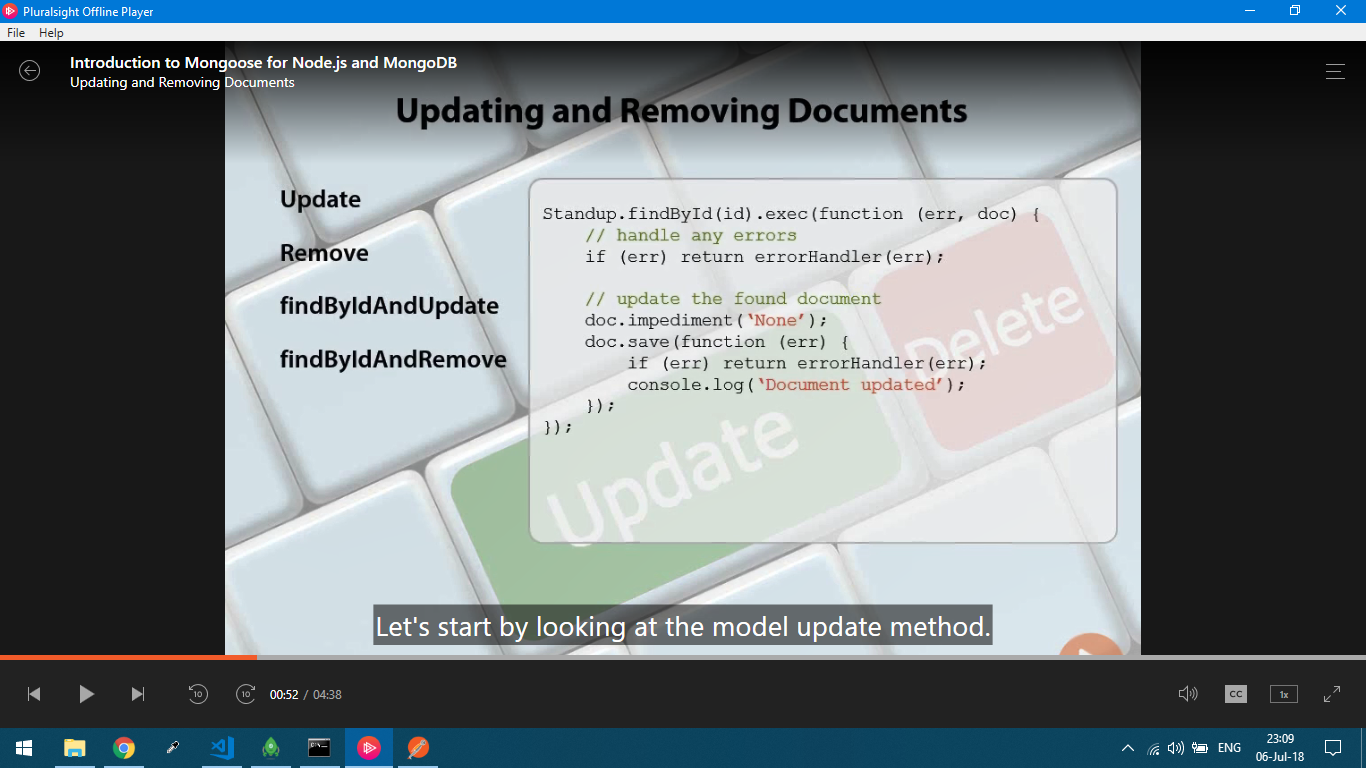 Pluralsight Offline Player
File Help
Introduction to Mongoose for Node.js and MongoDB
Updating and Removing Documents
Updating and Removing Documents
Update
Remove
findByIdAndUpdate
findByIdAndRemove
Standup.findById(id).exec(function (err, doc) {
// handle any errors
if (err) return errorHandler(err);
// update the found document
doc.impediment(‘None’);
doc.save(function (err) {
if (err) return errorHandler(err);
console.log(‘Document updated’);
});
});
Delete
Update
Let's start by looking at the model update method.
10
10
00:52 / 04:38
CC
1x
ENG
23:09
06-Jul-18